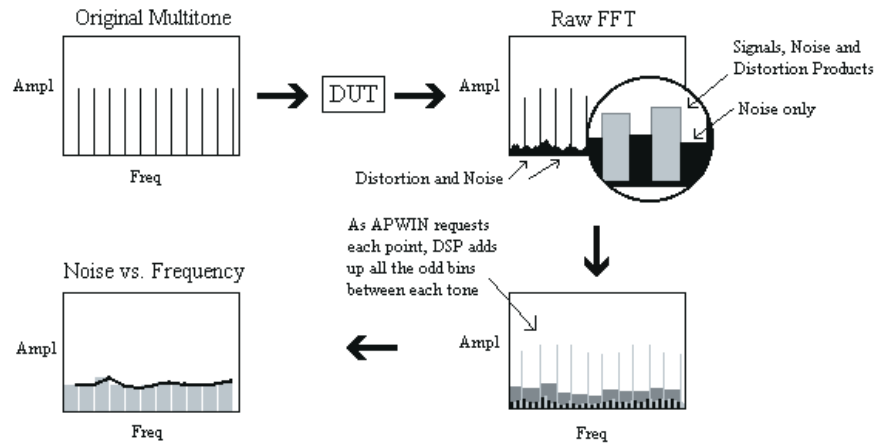 Original Multitone
Ampl
Freq
DUT
Raw FFT
Ampl
Signals, Noise and
Distortion Products
Noise only
Distortion and Noise
As APWIN requests
each point, DSP adds
up all the odd bins
between each tone
Ampl
Freq
Noise vs. Frequency
Ampl
Freq